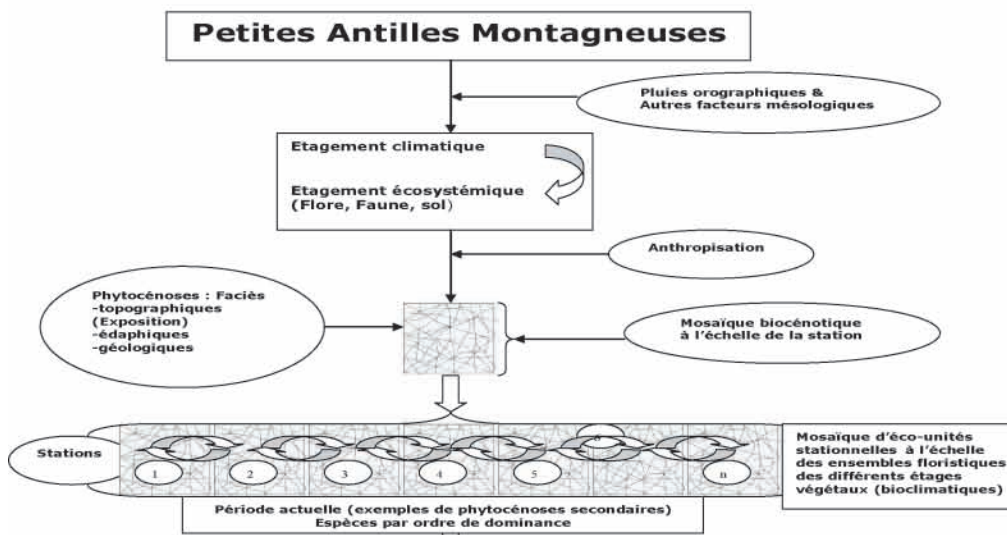 Petites Antilles Montagneuses
Pluies orographiques &
Autres facteurs mésologiques
Etagement climatique
Etagement écosystémique
(Flore, Faune, sol)
Anthropisation
Phytocénoses : Faciès
-topographiques
(Exposition)
-édaphiques
-géologiques
Mosaïque biocénotique
à l'échelle de la station
Stations
1
2
3
4
5
6
n
Mosaïque d'éco-unités
stationnelles à l'échelle
des ensembles floristiques
des différents étages
végétaux (bioclimatiques)
Période actuelle (exemples de phytocénoses secondaires)
Espèces par ordre de dominance